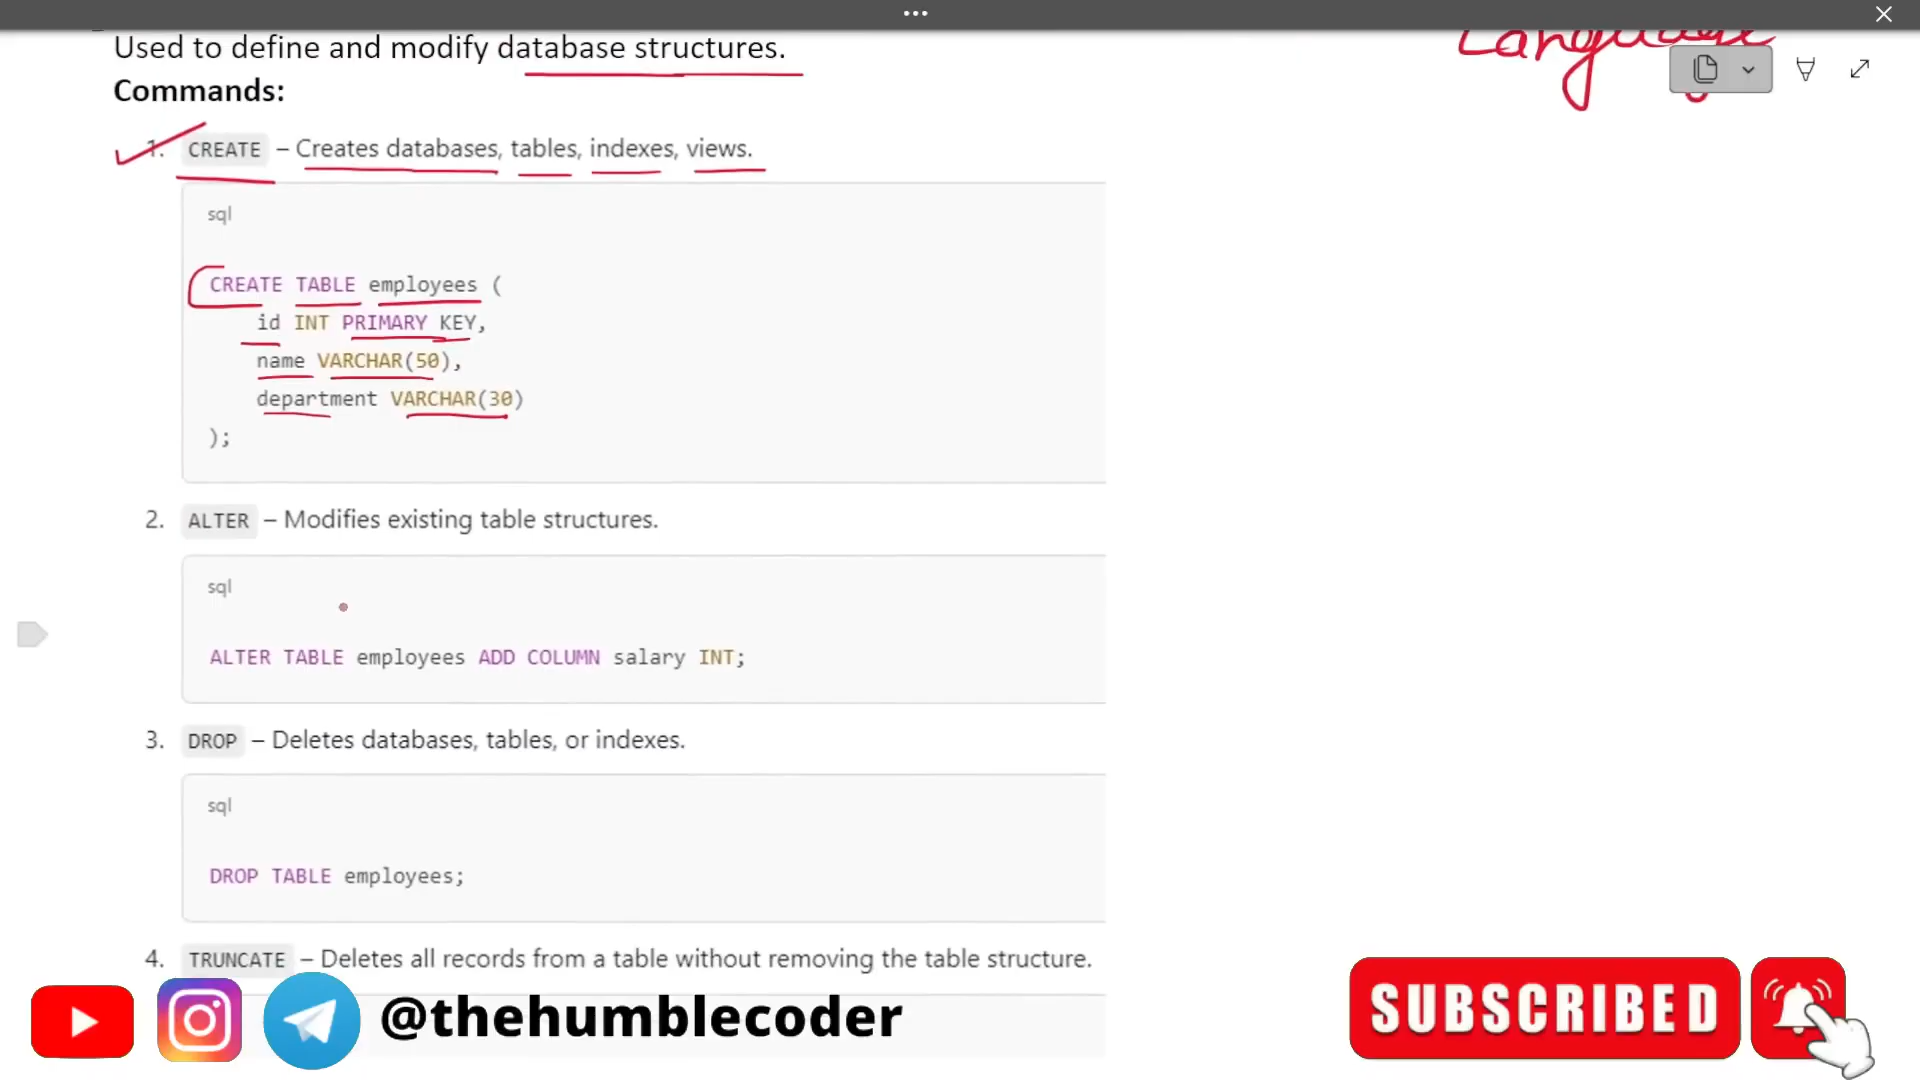 Used to define and modify database structures.
Language
Commands:
1. CREATE – Creates databases, tables, indexes, views.
sql
CREATE TABLE employees (
id INT PRIMARY KEY,
name VARCHAR(50),
department VARCHAR(30)
);
2. ALTER – Modifies existing table structures.
sql
ALTER TABLE employees ADD COLUMN salary INT;
3. DROP – Deletes databases, tables, or indexes.
sql
DROP TABLE employees;
4. TRUNCATE – Deletes all records from a table without removing the table structure.
@thehumblecoder
SUBSCRIBED